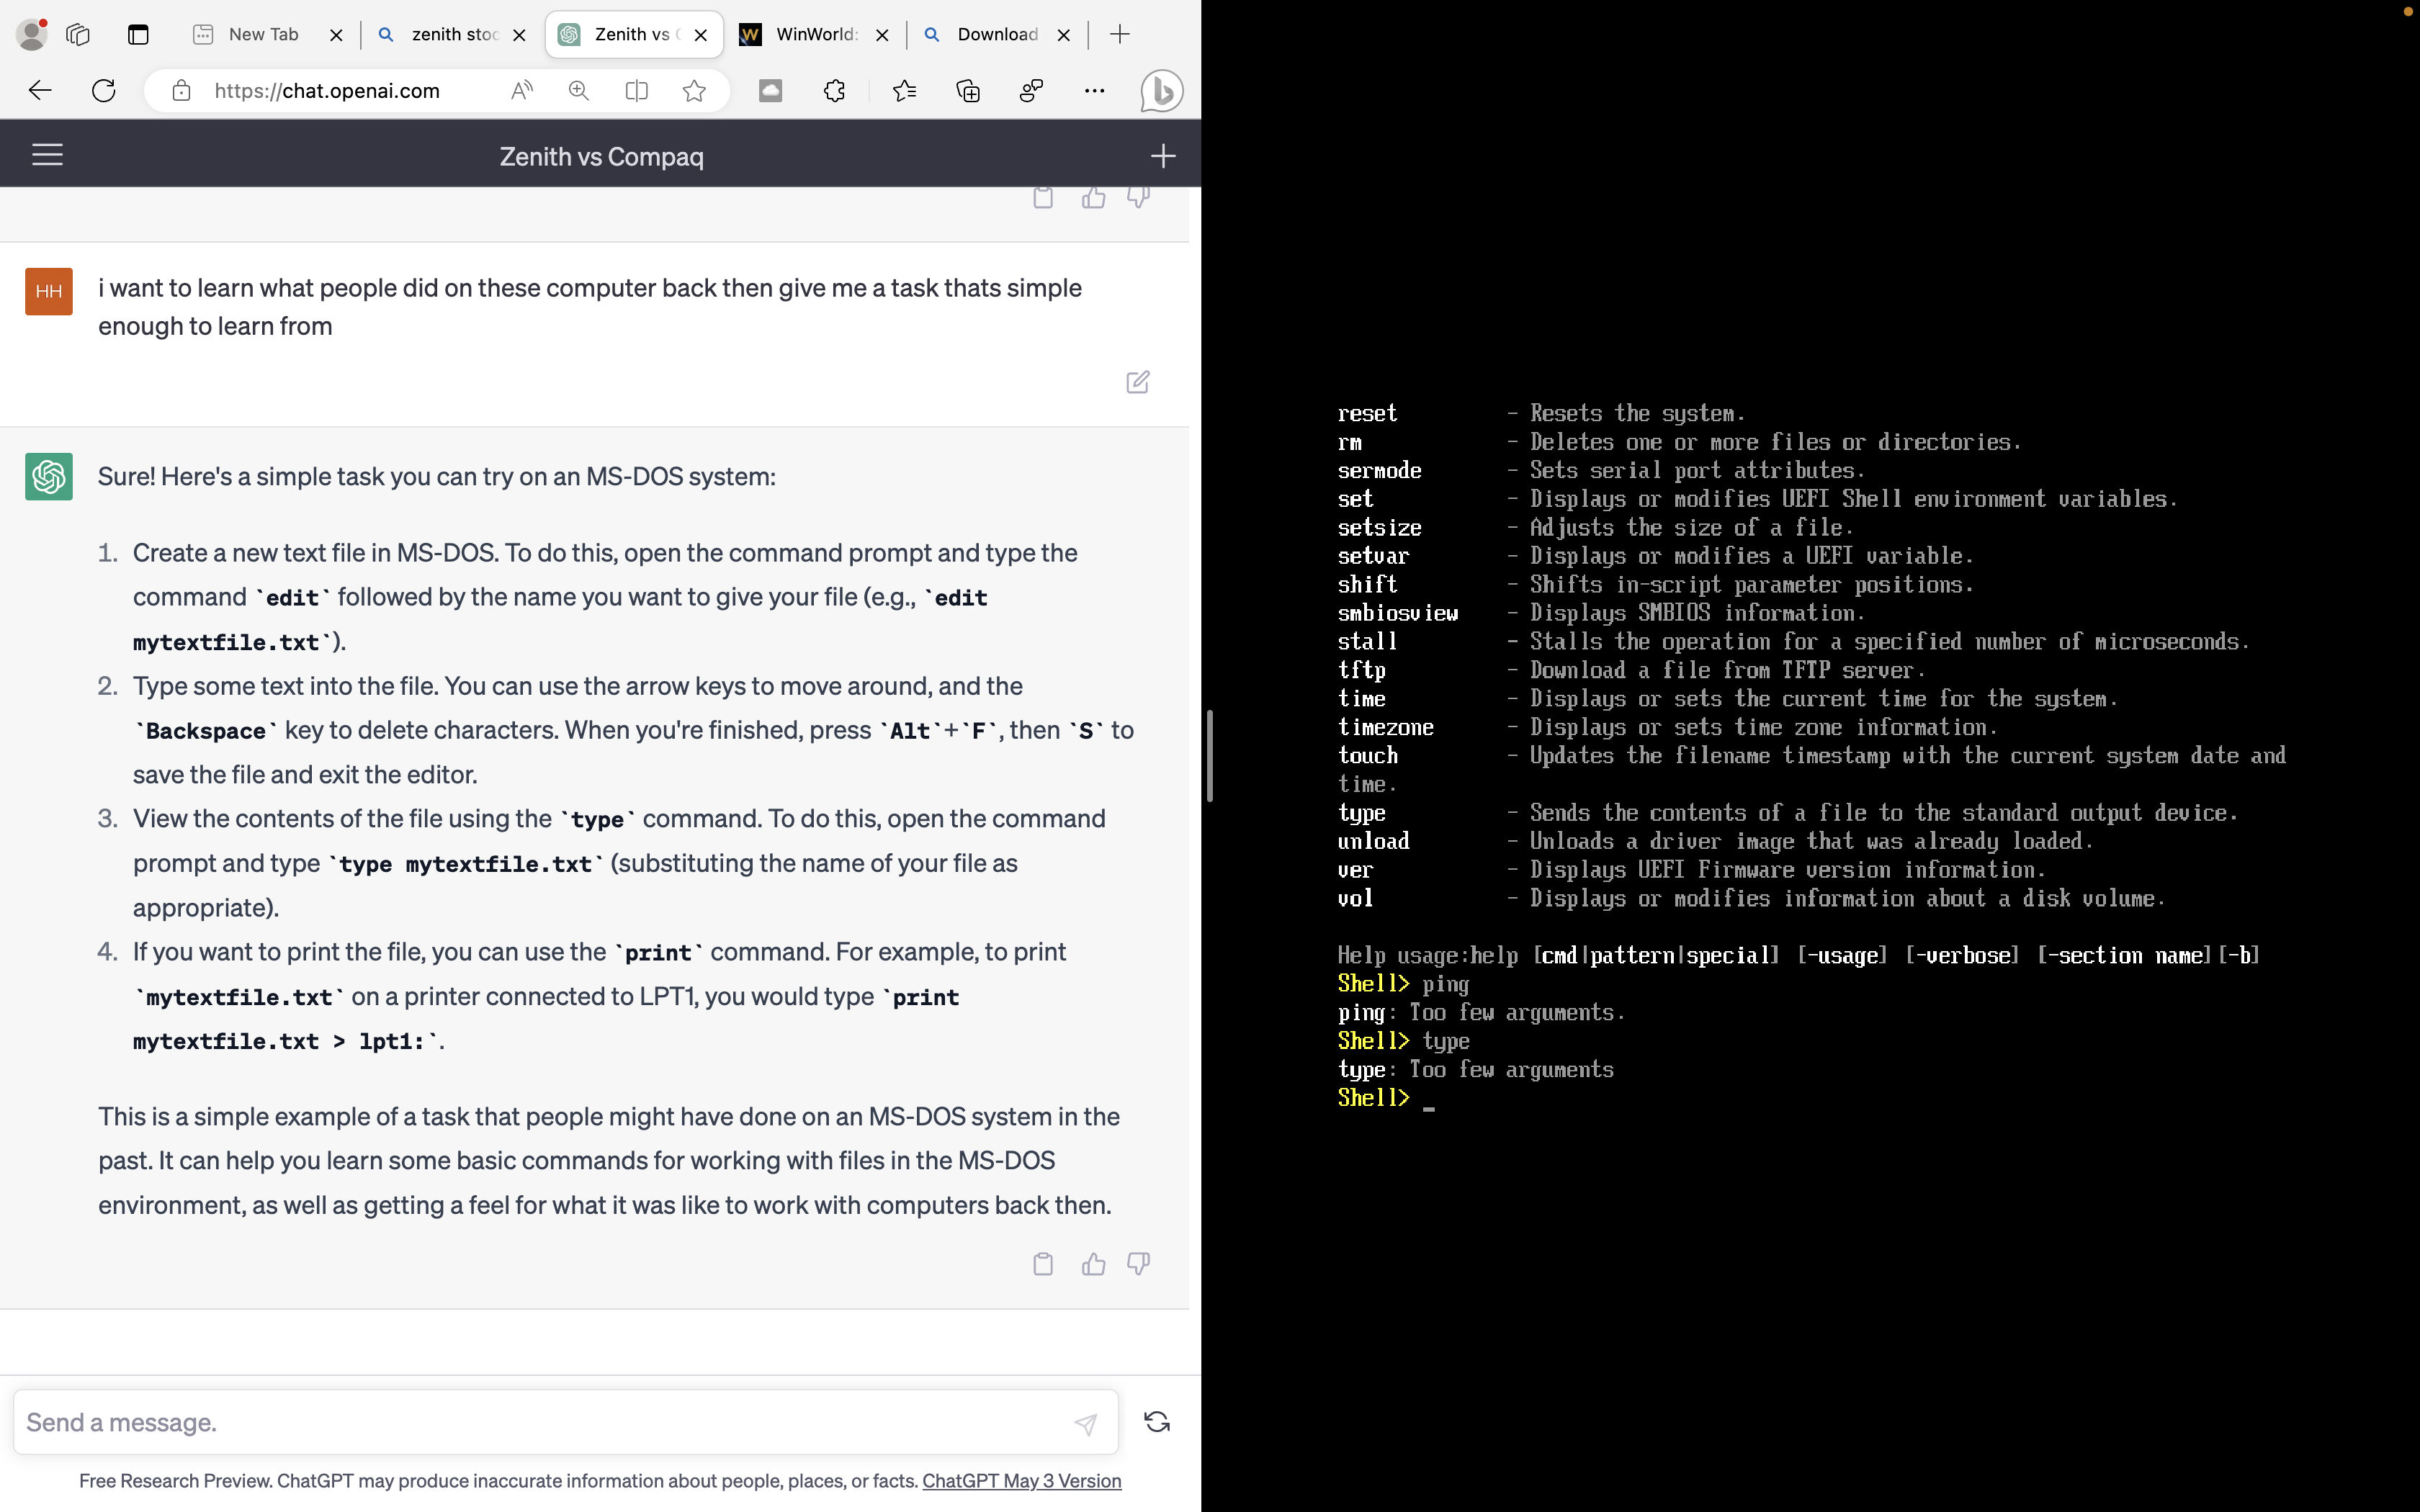 New Tab
zenith stoc
Zenith vs C
WinWorld:
Download
https://chat.openai.com
Zenith vs Compaq
HH
i want to learn what people did on these computer back then give me a task thats simple
enough to learn from
Sure! Here's a simple task you can try on an MS-DOS system:
1. Create a new text file in MS-DOS. To do this, open the command prompt and type the
command `edit` followed by the name you want to give your file (e.g., `edit
mytextfile.txt`).
2. Type some text into the file. You can use the arrow keys to move around, and the
`Backspace` key to delete characters. When you're finished, press `Alt`+`F`, then `S` to
save the file and exit the editor.
3. View the contents of the file using the `type` command. To do this, open the command
prompt and type `type mytextfile.txt` (substituting the name of your file as
appropriate).
4. If you want to print the file, you can use the `print` command. For example, to print
`mytextfile.txt` on a printer connected to LPT1, you would type `print
mytextfile.txt > lpt1:`.
This is a simple example of a task that people might have done on an MS-DOS system in the
past. It can help you learn some basic commands for working with files in the MS-DOS
environment, as well as getting a feel for what it was like to work with computers back then.
Send a message.
Free Research Preview. ChatGPT may produce inaccurate information about people, places, or facts. ChatGPT May 3 Version
reset - Resets the system.
rm - Deletes one or more files or directories.
sermode - Sets serial port attributes.
set - Displays or modifies UEFI Shell environment variables.
setsize - Adjusts the size of a file.
setvar - Displays or modifies a UEFI variable.
shift - Shifts in-script parameter positions.
smbiosview - Displays SMBIOS information.
stall - Stalls the operation for a specified number of microseconds.
tftp - Download a file from TFTP server.
time - Displays or sets the current time for the system.
timezone - Displays or sets time zone information.
touch - Updates the filename timestamp with the current system date and
time.
type - Sends the contents of a file to the standard output device.
unload - Unloads a driver image that was already loaded.
ver - Displays UEFI Firmware version information.
vol - Displays or modifies information about a disk volume.
Help usage:help [cmd|pattern|special] [-usage] [-verbose] [-section name][-b]
Shell> ping
ping: Too few arguments.
Shell> type
type: Too few arguments
Shell> _